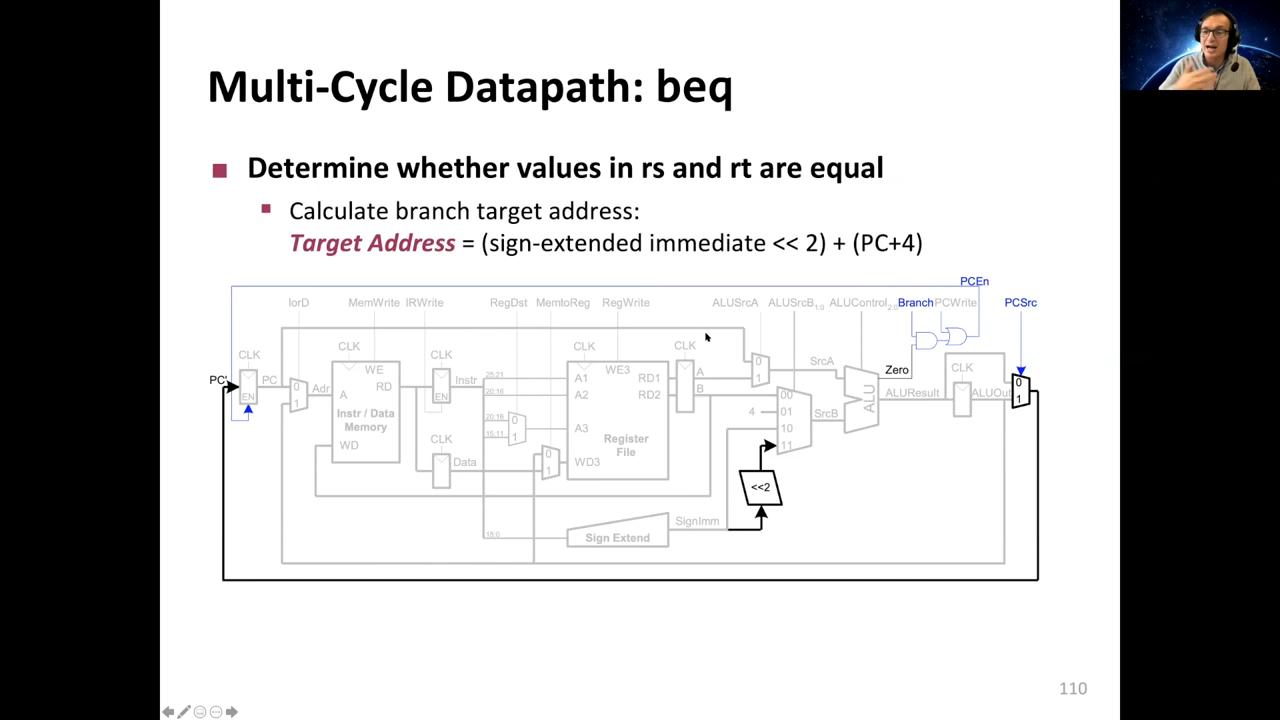 Multi-Cycle Datapath: beq
Determine whether values in rs and rt are equal
Calculate branch target address:
Target Address = (sign-extended immediate << 2) + (PC+4)
PCEn
IorD MemWrite IRWrite RegDst MemtoReg RegWrite ALUSrcA ALUSrcB1:0 ALUControl2:0 Branch PCWrite PCSrc
CLK CLK CLK CLK CLK CLK
PC' PC 0 1 Adr WE RD A Instr 25:21 A1 WE3 RD1 A 0 1 SrcA Zero 0 1
EN Instr / Data Memory EN 20:16 A2 RD2 B 00 ALU ALUResult ALUOut
20:16 0 A3 4 01 SrcB
15:11 1 Register File 10
WD CLK 0 11
Data 1 WD3
<<2
SignImm
15:0 Sign Extend
110